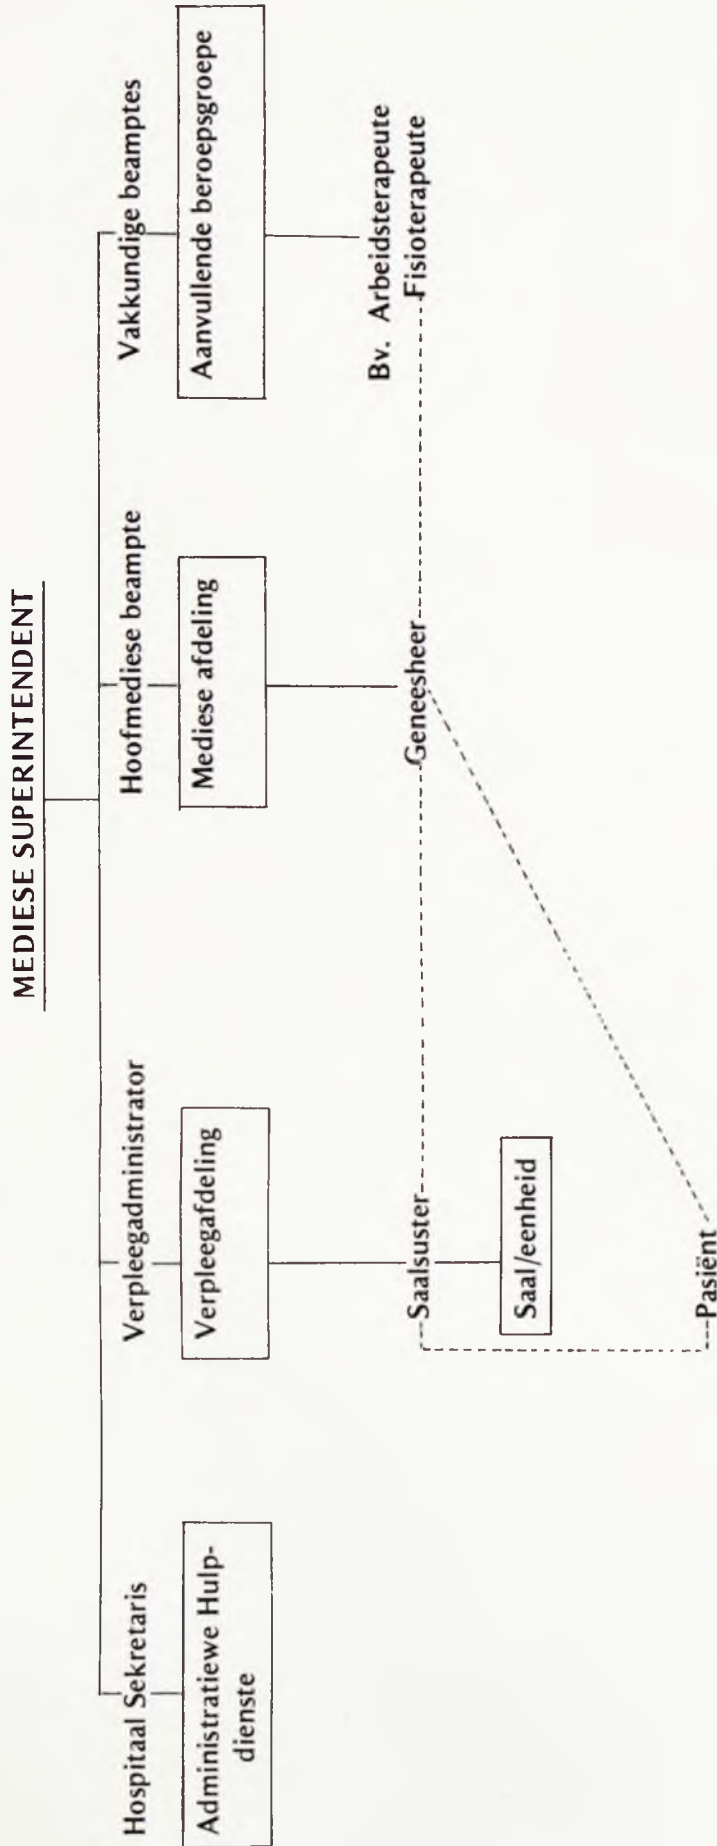 MEDIESE SUPERINTENDENT
Hospitaal Sekretaris
Administratiewe Hulp-
dienste
Verpleegadministrator
Verpleegafdeling
Saalsuster
Saal/eenheid
Pasiënt
Hoofmediese beampte
Mediese afdeling
Geneesheer
Vakkundige beamptes
Aanvullende beroepsgroepe
Bv. Arbeidsterapeute
Fisioterapeute